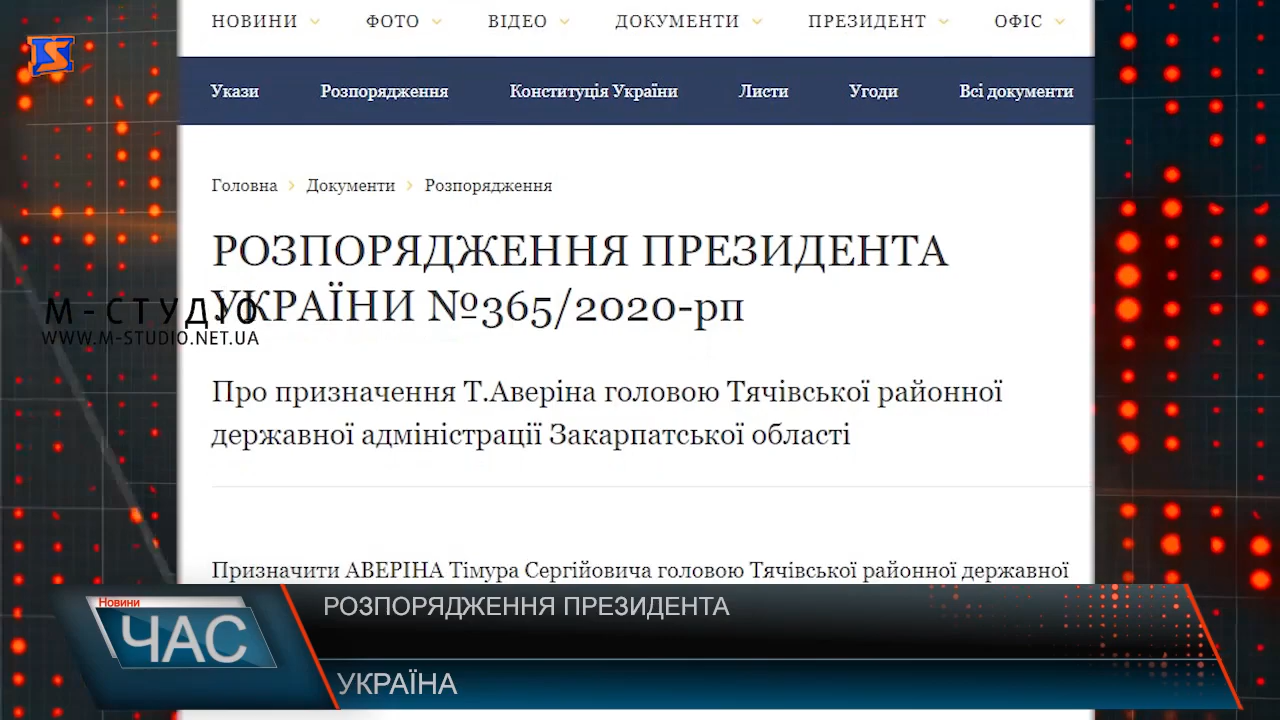 НОВИНИ ФОТО ВІДЕО ДОКУМЕНТИ ПРЕЗИДЕНТ ОФІС
Укази Розпорядження Конституція України Листи Угоди Всі документи
Головна Документи Розпорядження
РОЗПОРЯДЖЕННЯ ПРЕЗИДЕНТА
УКРАЇНИ №365/2020-рп
М-СТУДІО
WWW.M-STUDIO.NET.UA
Про призначення Т.Аверіна головою Тячівської районної
державної адміністрації Закарпатської області
Призначити АВЕРІНА Тімура Сергійовича головою Тячівської районної державної
Новини
ЧАС
РОЗПОРЯДЖЕННЯ ПРЕЗИДЕНТА
УКРАЇНА